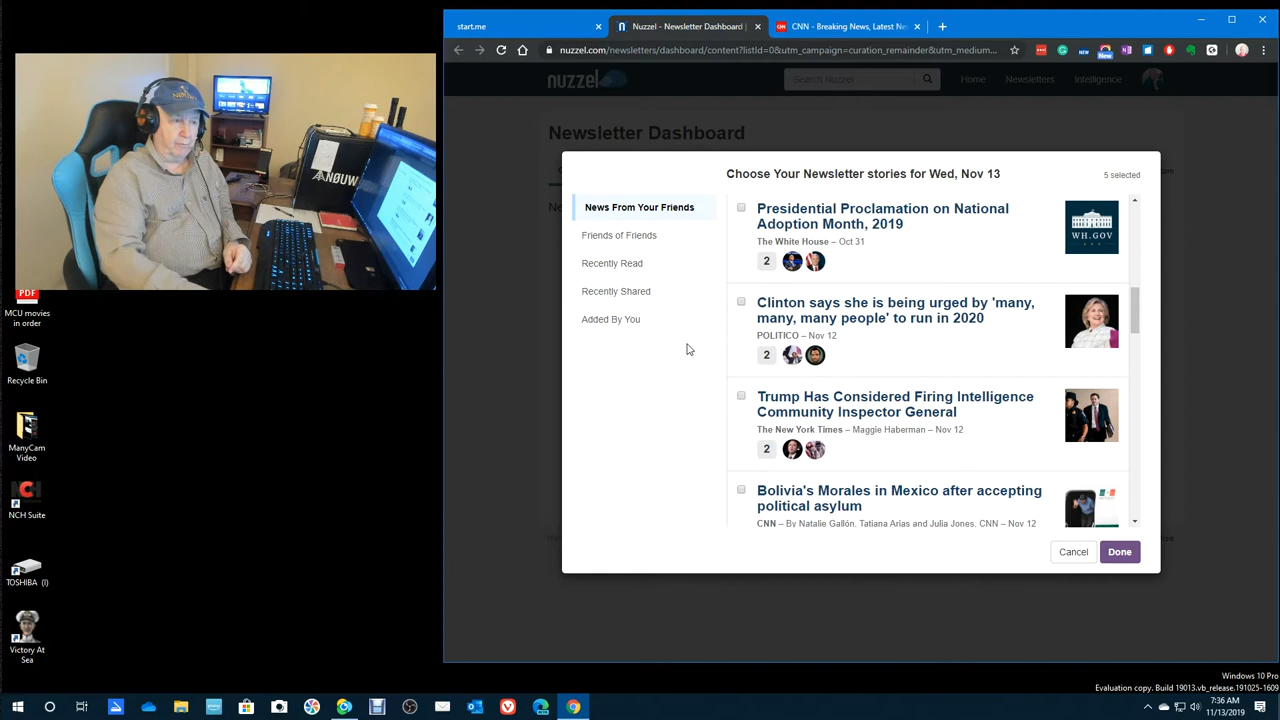 start.me
Nuzzel - Newsletter Dashboard |
CNN - Breaking News, Latest Ne
nuzzel.com/newsletters/dashboard/content?listId=0&utm_campaign=curation_remainder&utm_medium...
nuzzel
Search Nuzzel
Home
Newsletters
Intelligence
Newsletter Dashboard
Choose Your Newsletter stories for Wed, Nov 13
5 selected
News From Your Friends
Friends of Friends
Recently Read
Recently Shared
Added By You
Presidential Proclamation on National
Adoption Month, 2019
The White House – Oct 31
2
WH.GOV
Clinton says she is being urged by 'many,
many, many people' to run in 2020
POLITICO – Nov 12
2
Trump Has Considered Firing Intelligence
Community Inspector General
The New York Times – Maggie Haberman – Nov 12
2
Bolivia's Morales in Mexico after accepting
political asylum
CNN – By Natalie Gallón, Tatiana Arias and Julia Jones, CNN – Nov 12
Cancel
Done
PDF
MCU movies
in order
Recycle Bin
ManyCam
Video
NCH
NCH Suite
TOSHIBA (I)
Victory At
Sea
Windows 10 Pro
Evaluation copy. Build 19013.vb_release.191025-1609
7:36 AM
11/13/2019